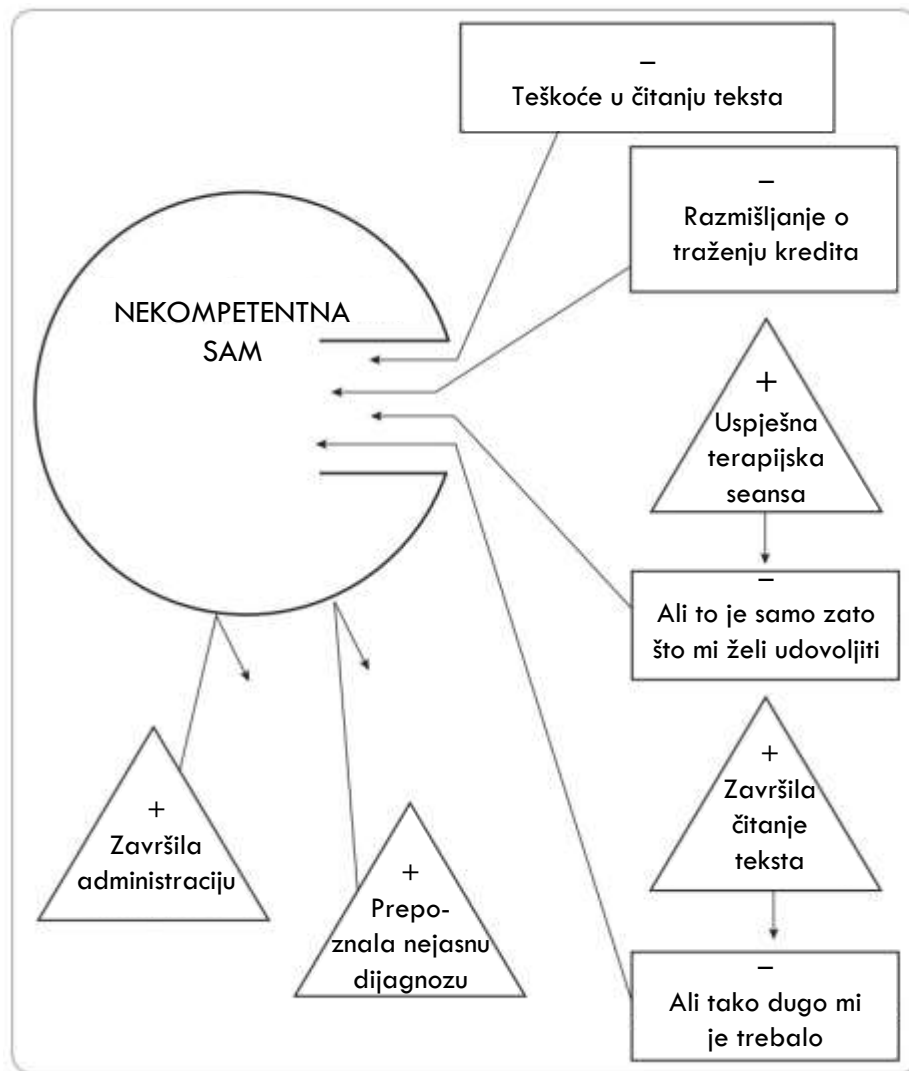 –
Teškoće u čitanju teksta
–
Razmišljanje o
traženju kredita
NEKOMPETENTNA
SAM
+
Uspješna
terapijska
seansa
–
Ali to je samo zato
što mi želi udovoljiti
+
Završila
čitanje
teksta
+
Završila
administraciju
+
Prepo-
znala nejasnu
dijagnozu
–
Ali tako dugo mi
je trebalo